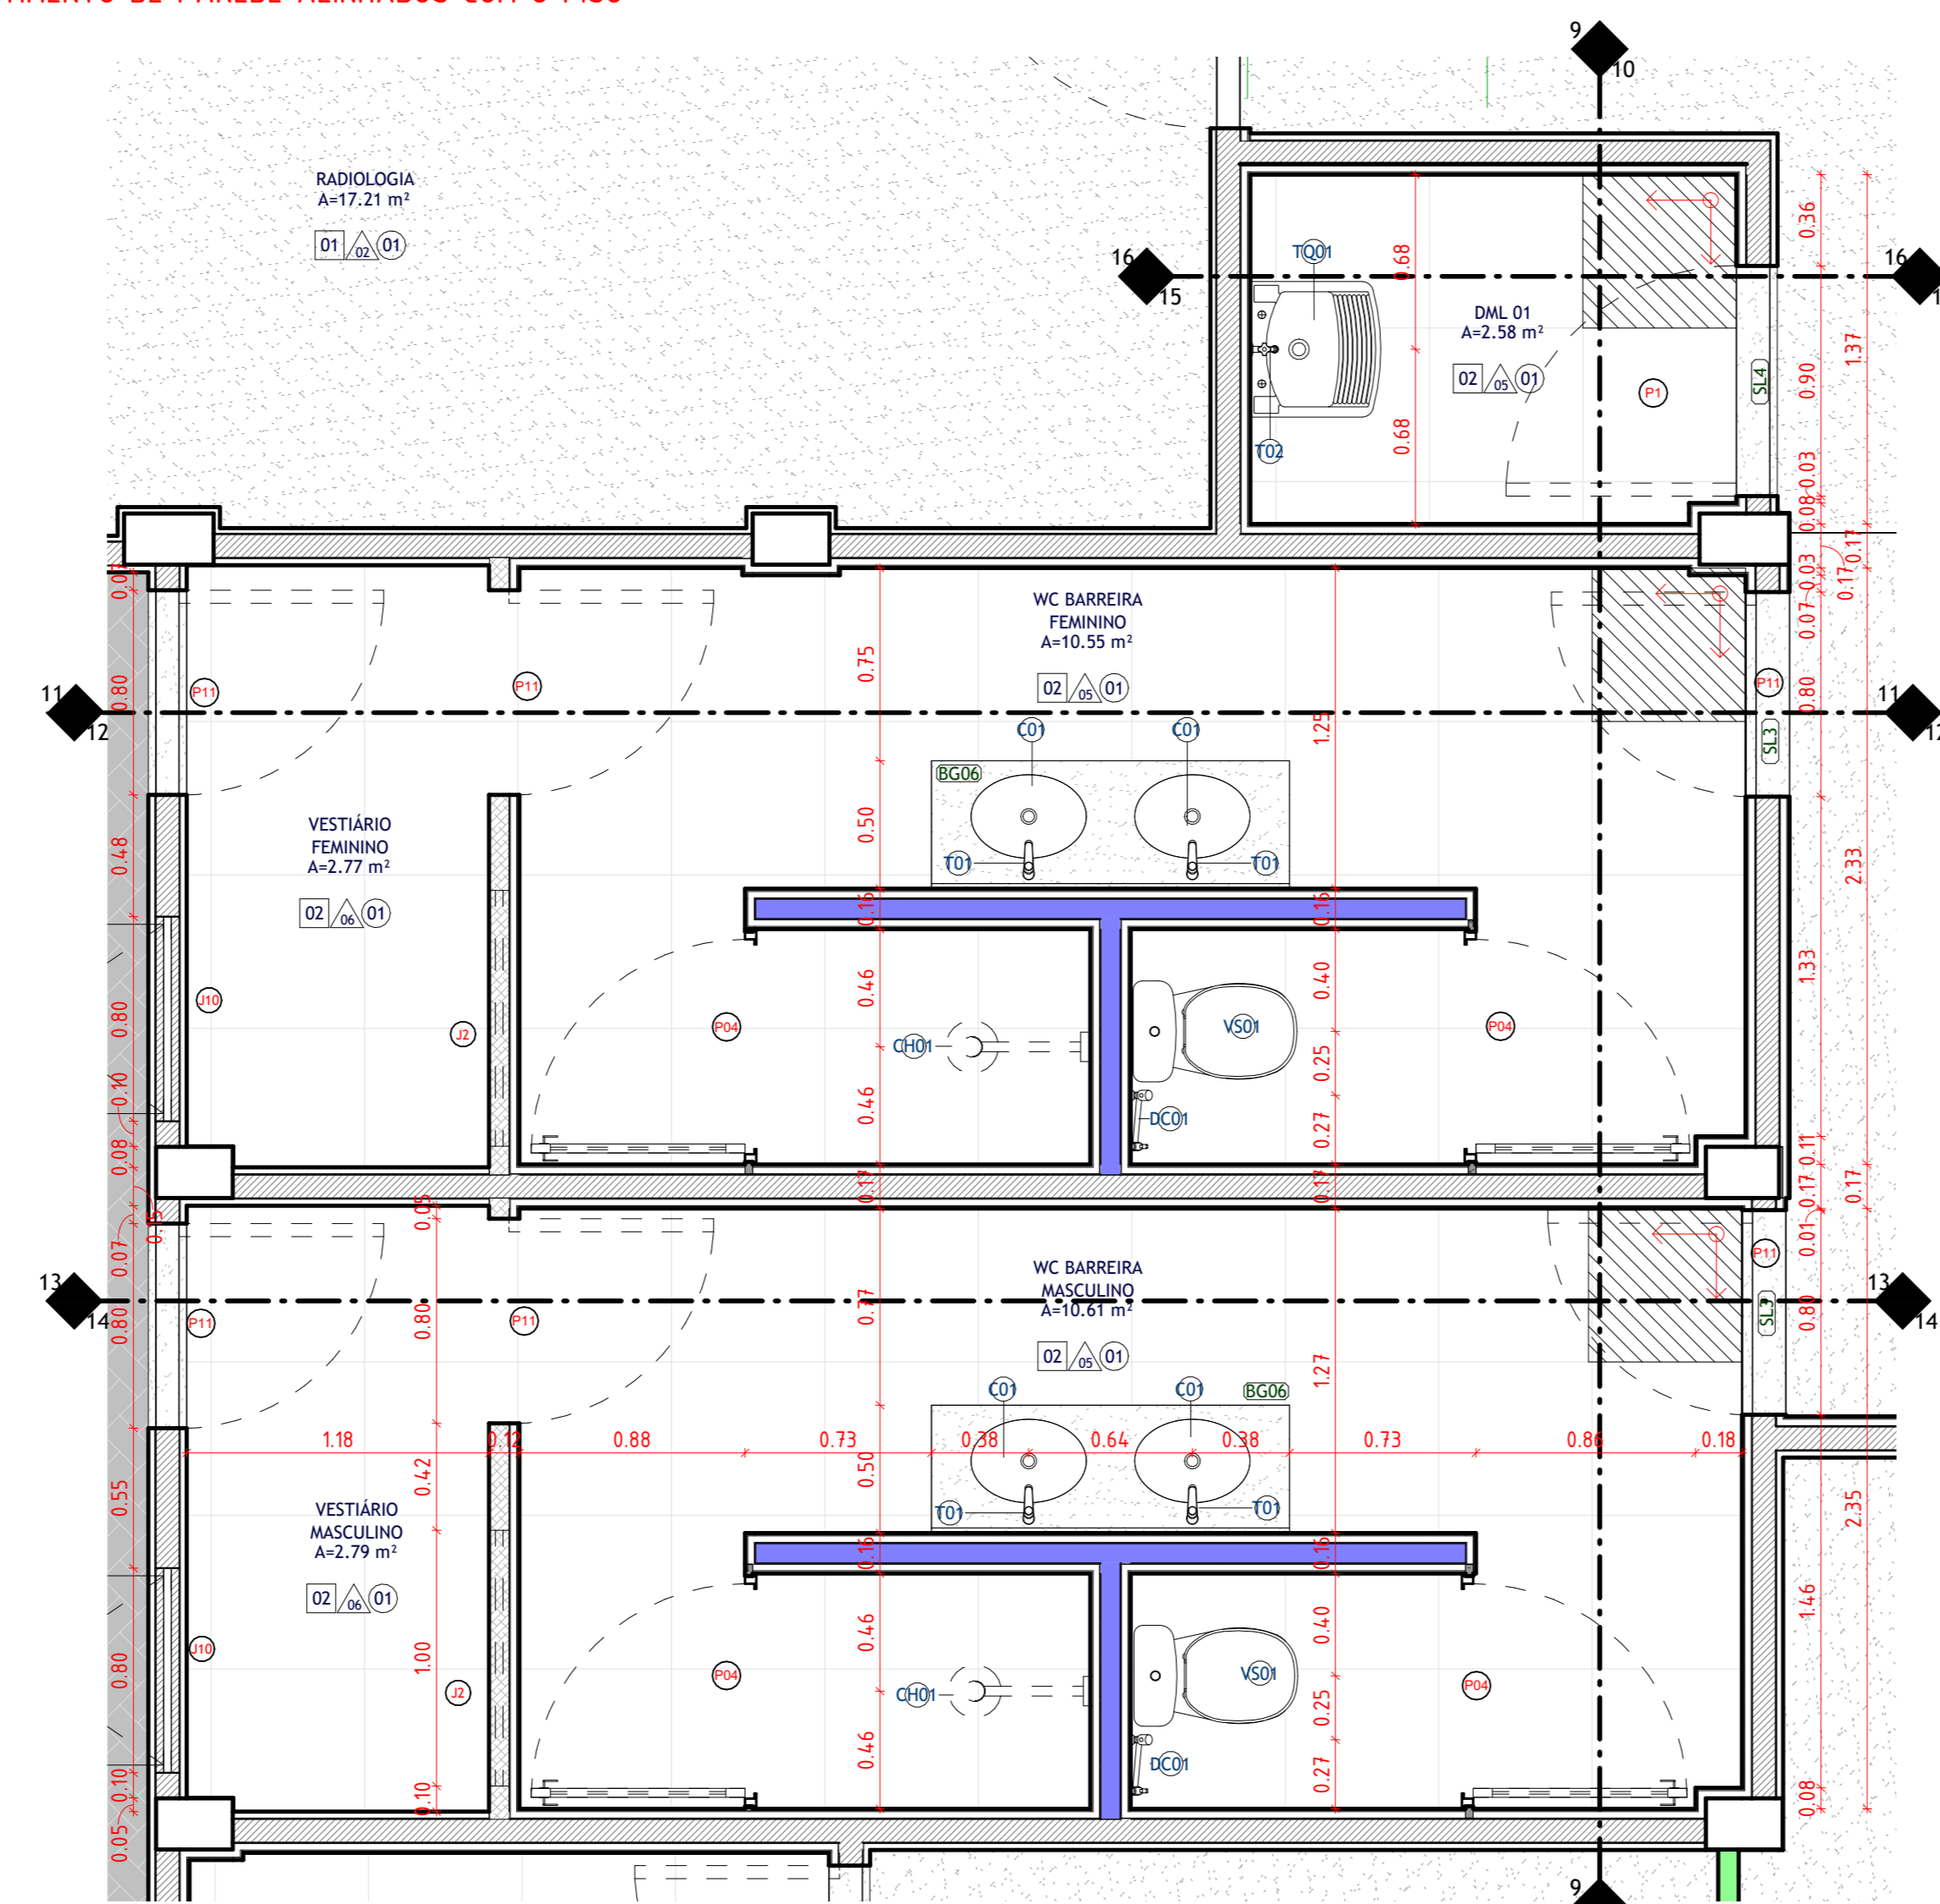 9
10
RADIOLOGIA
A=17.21 m²
01 02 01
16
15
16
TQ01
T02
DML 01
A=2.58 m²
02 05 01
P1
SL4
0.68
0.68
0.36
0.90
0.03
0.08
1.37
0.17
0.03
0.17
0.07
0.80
2.33
1.33
0.11
0.17
0.17
0.01
0.80
2.35
1.46
0.08
WC BARREIRA
FEMININO
A=10.55 m²
02 05 01
P11
P11
P11
SL3
11
12
11
12
C01
C01
BG06
T01
T01
VESTIÁRIO
FEMININO
A=2.77 m²
02 06 01
J10
J2
P04
CH01
VS01
DC01
P04
0.07
0.80
0.48
0.80
0.10
0.08
0.15
0.07
0.80
0.55
0.80
0.10
0.05
0.75
0.50
0.16
0.46
0.46
0.17
1.25
0.16
0.40
0.25
0.27
0.17
0.05
0.80
0.42
1.00
0.10
WC BARREIRA
MASCULINO
A=10.61 m²
02 05 01
P11
P11
P11
SL3
13
14
13
14
0.77
0.50
0.16
0.46
0.46
1.27
0.16
0.40
0.25
0.27
C01
C01
BG06
T01
T01
1.18
0.12
0.88
0.73
0.38
0.64
0.38
0.73
0.86
0.18
VESTIÁRIO
MASCULINO
A=2.79 m²
02 06 01
J10
J2
P04
CH01
VS01
DC01
P04
9